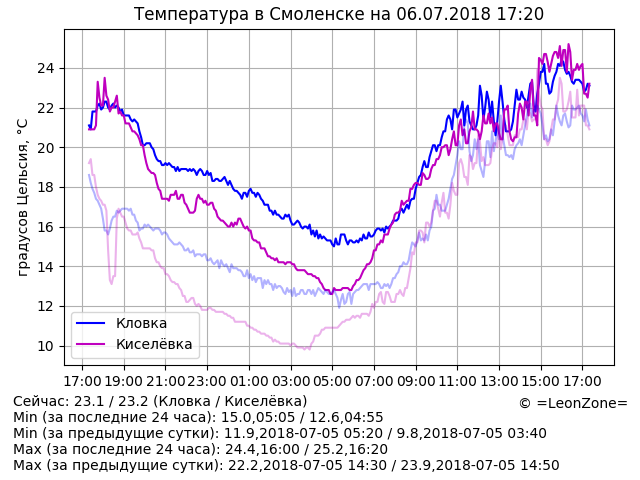 Температура в Смоленске на 06.07.2018 17:20
градусов Цельсия, °C
24
22
20
18
16
14
12
10
Кловка
Киселёвка
17:00 19:00 21:00 23:00 01:00 03:00 05:00 07:00 09:00 11:00 13:00 15:00 17:00
Сейчас: 23.1 / 23.2 (Кловка / Киселёвка)
© =LeonZone=
Min (за последние 24 часа): 15.0,05:05 / 12.6,04:55
Min (за предыдущие сутки): 11.9,2018-07-05 05:20 / 9.8,2018-07-05 03:40
Max (за последние 24 часа): 24.4,16:00 / 25.2,16:20
Max (за предыдущие сутки): 22.2,2018-07-05 14:30 / 23.9,2018-07-05 14:50